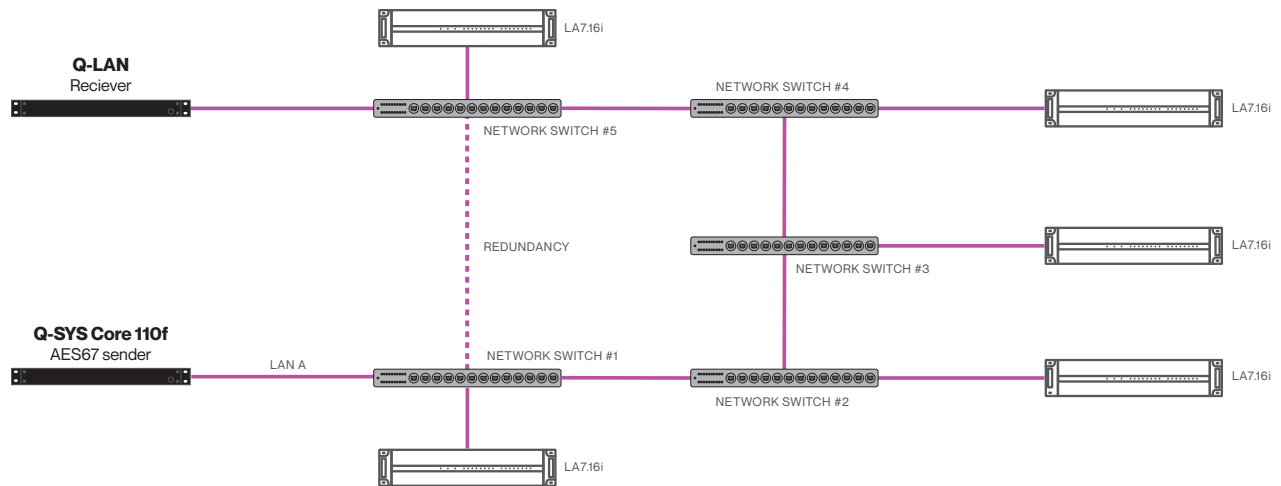 LA7.16i
Q-LAN
Reciever
NETWORK SWITCH #4
NETWORK SWITCH #5
LA7.16i
REDUNDANCY
LA7.16i
NETWORK SWITCH #3
Q-SYS Core 110f
AES67 sender
LAN A
NETWORK SWITCH #1
LA7.16i
NETWORK SWITCH #2
LA7.16i